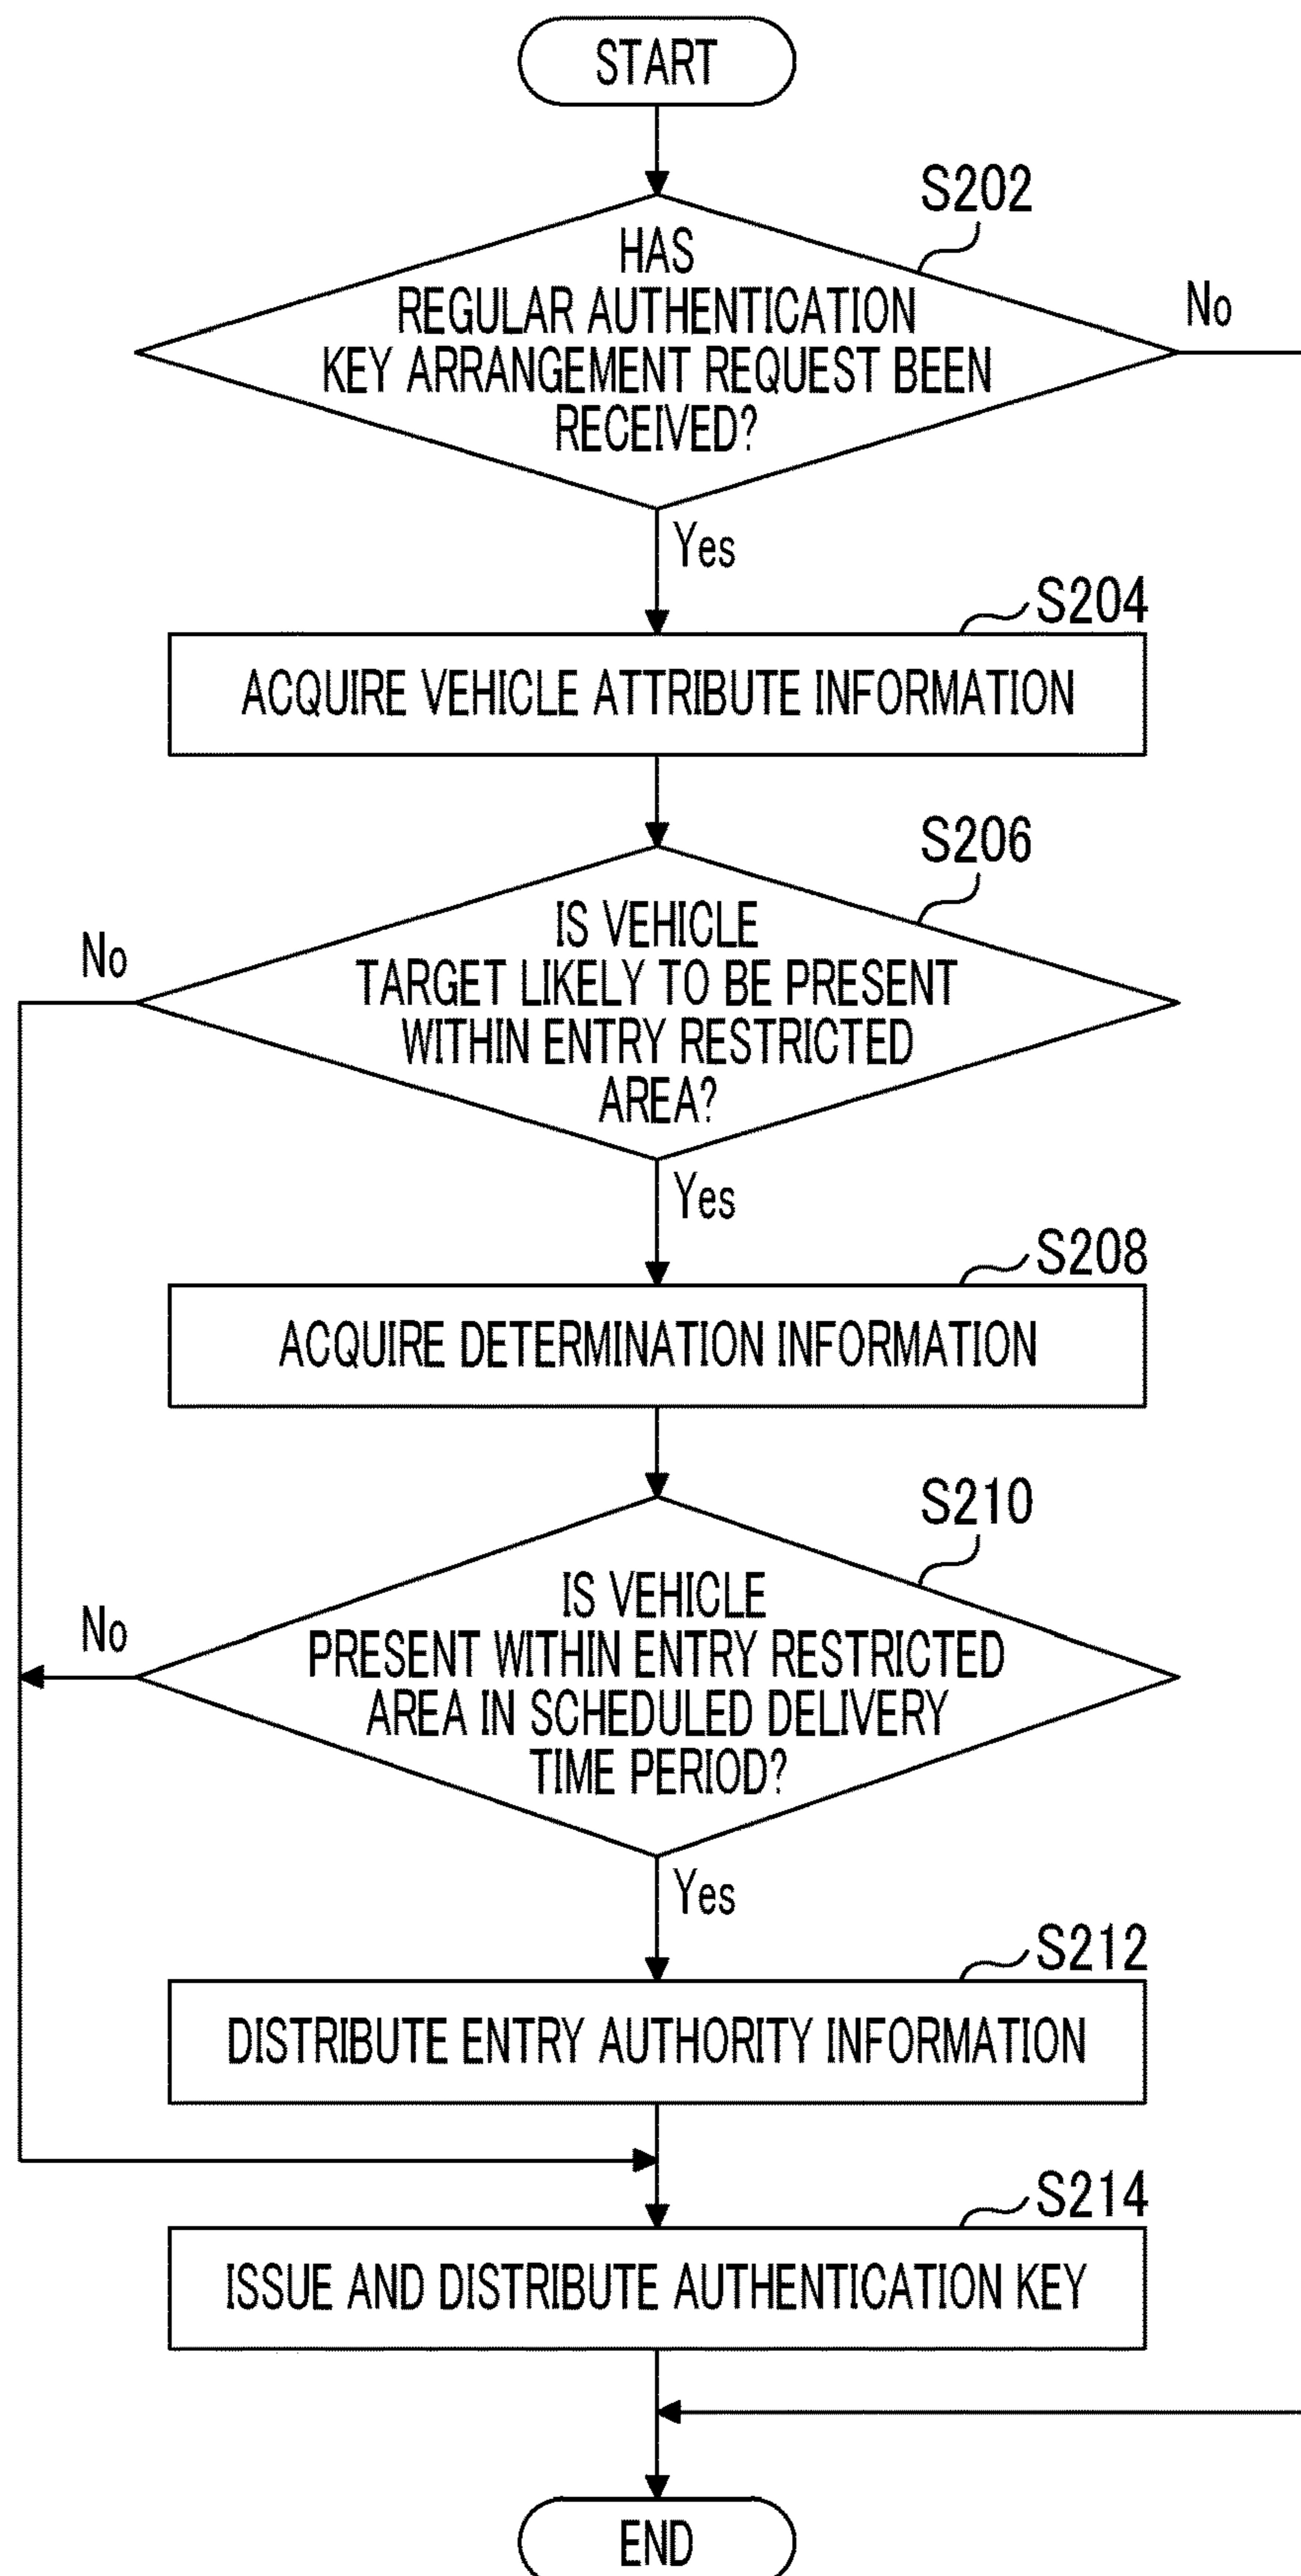 START
S202
HAS
REGULAR AUTHENTICATION
KEY ARRANGEMENT REQUEST BEEN
RECEIVED?
No
Yes
S204
ACQUIRE VEHICLE ATTRIBUTE INFORMATION
S206
IS VEHICLE
TARGET LIKELY TO BE PRESENT
WITHIN ENTRY RESTRICTED
AREA?
No
Yes
S208
ACQUIRE DETERMINATION INFORMATION
S210
IS VEHICLE
PRESENT WITHIN ENTRY RESTRICTED
AREA IN SCHEDULED DELIVERY
TIME PERIOD?
No
Yes
S212
DISTRIBUTE ENTRY AUTHORITY INFORMATION
S214
ISSUE AND DISTRIBUTE AUTHENTICATION KEY
END